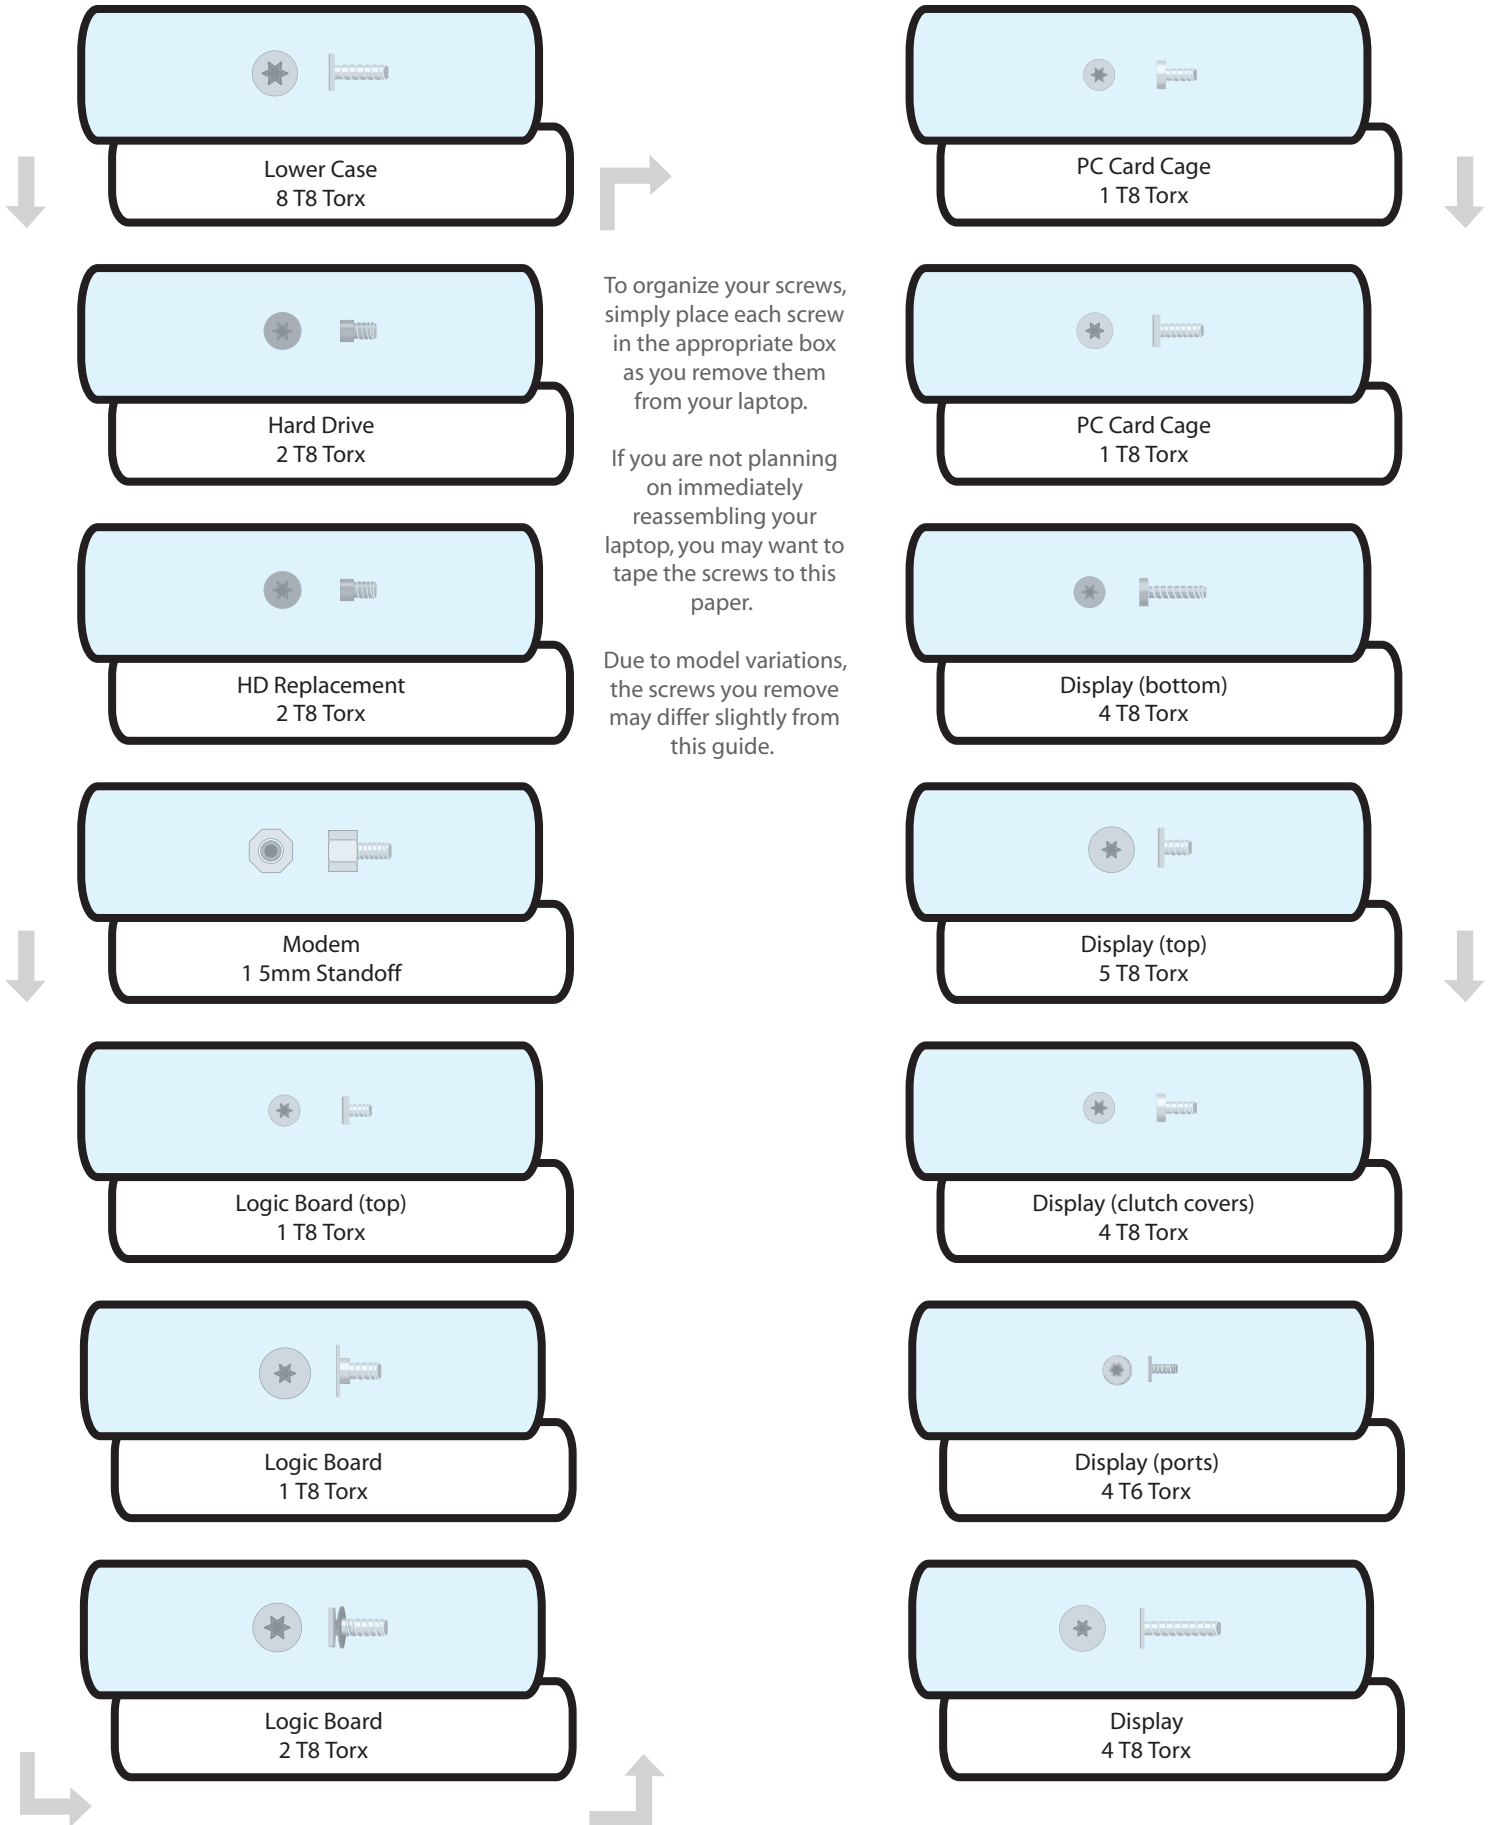 Lower Case
8 T8 Torx
Hard Drive
2 T8 Torx
HD Replacement
2 T8 Torx
Modem
1 5mm Standoff
Logic Board (top)
1 T8 Torx
Logic Board
1 T8 Torx
Logic Board
2 T8 Torx
To organize your screws,
simply place each screw
in the appropriate box
as you remove them
from your laptop.
If you are not planning
on immediately
reassembling your
laptop, you may want to
tape the screws to this
paper.
Due to model variations,
the screws you remove
may differ slightly from
this guide.
PC Card Cage
1 T8 Torx
PC Card Cage
1 T8 Torx
Display (bottom)
4 T8 Torx
Display (top)
5 T8 Torx
Display (clutch covers)
4 T8 Torx
Display (ports)
4 T6 Torx
Display
4 T8 Torx